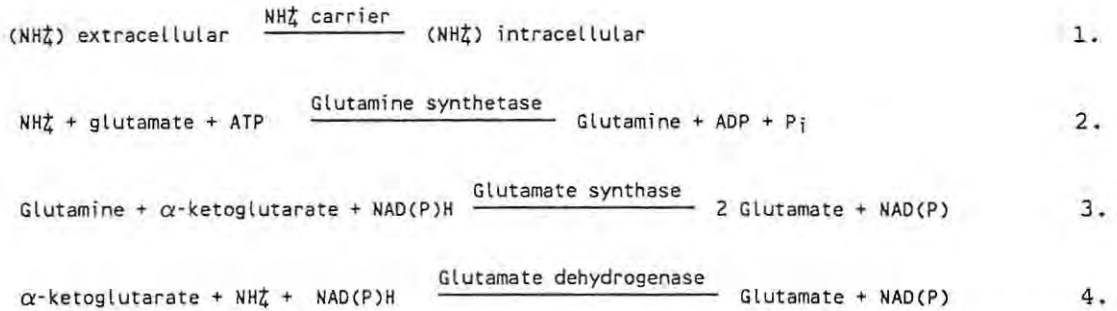 NH₄⁺ carrier
(NH₄⁺) extracellular ⟶ (NH₄⁺) intracellular 1.
Glutamine synthetase
NH₄⁺ + glutamate + ATP ⟶ Glutamine + ADP + Pi 2.
Glutamate synthase
Glutamine + α-ketoglutarate + NAD(P)H ⟶ 2 Glutamate + NAD(P) 3.
Glutamate dehydrogenase
α-ketoglutarate + NH₄⁺ + NAD(P)H ⟶ Glutamate + NAD(P) 4.